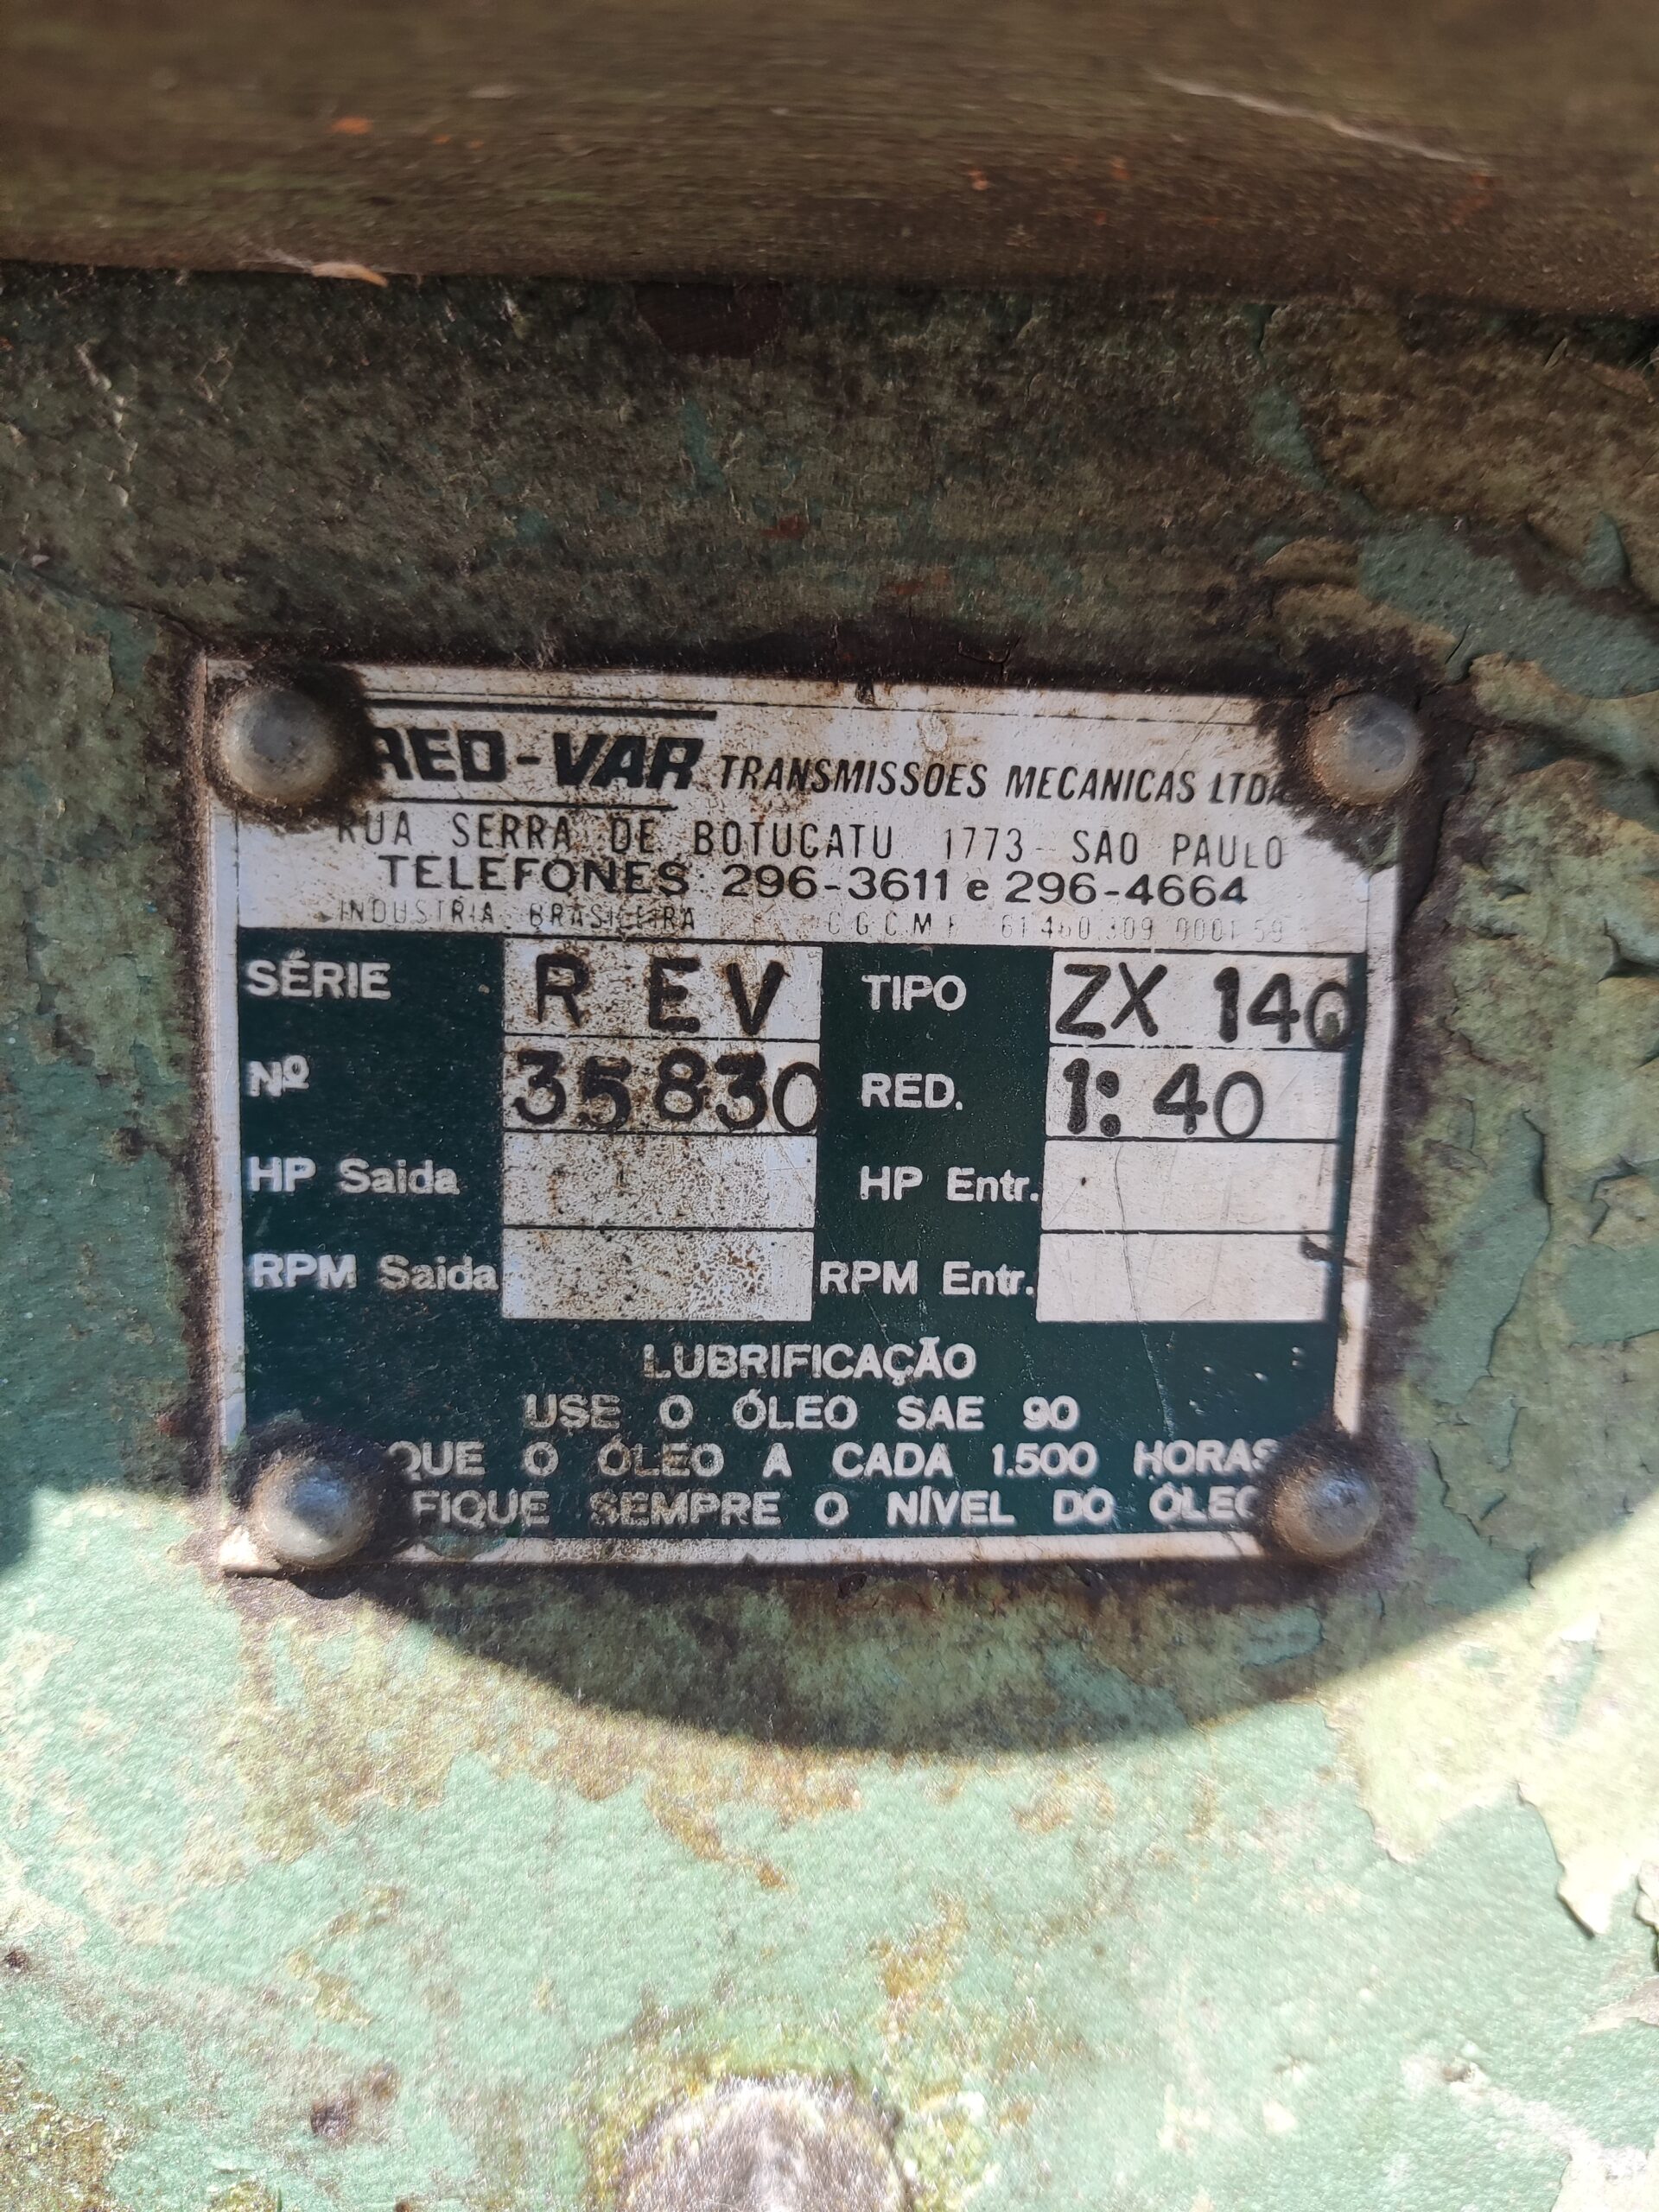 RED-VAR TRANSMISSOES MECANICAS LTDA
RUA SERRA DE BOTUCATU 1773 - SAO PAULO
TELEFONES: 296-3611 e 296-4664
INDUSTRIA BRASILEIRA C G C M F
SÉRIE R EV TIPO ZX 140
Nº 35830 RED. 1:40
HP Saida HP Entr.
RPM Saida RPM Entr.
LUBRIFICAÇÃO
USE O ÓLEO SAE 90
QUE O ÓLEO A CADA 1.500 HORAS
FIQUE SEMPRE O NÍVEL DO ÓLEO